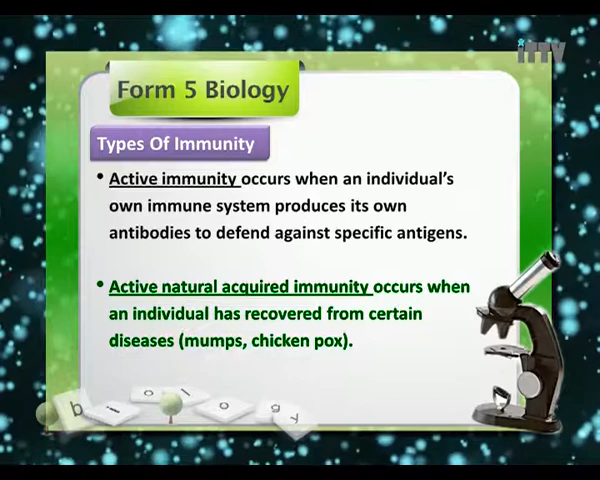 iTTV
Form 5 Biology
Types Of Immunity
• Active immunity occurs when an individual's
own immune system produces its own
antibodies to defend against specific antigens.
• Active natural acquired immunity occurs when
an individual has recovered from certain
diseases (mumps, chicken pox).
b i o l o g y